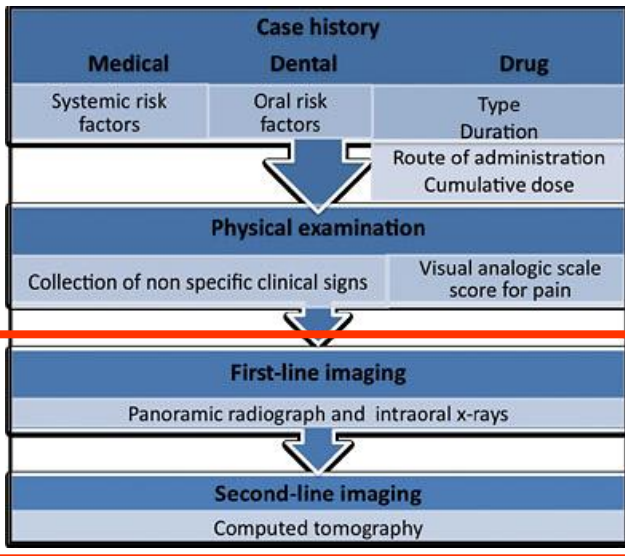 Case history
Medical Dental Drug
Systemic risk
factors
Oral risk
factors
Type
Duration
Route of administration
Cumulative dose
Physical examination
Collection of non specific clinical signs
Visual analogic scale
score for pain
First-line imaging
Panoramic radiograph and intraoral x-rays
Second-line imaging
Computed tomography